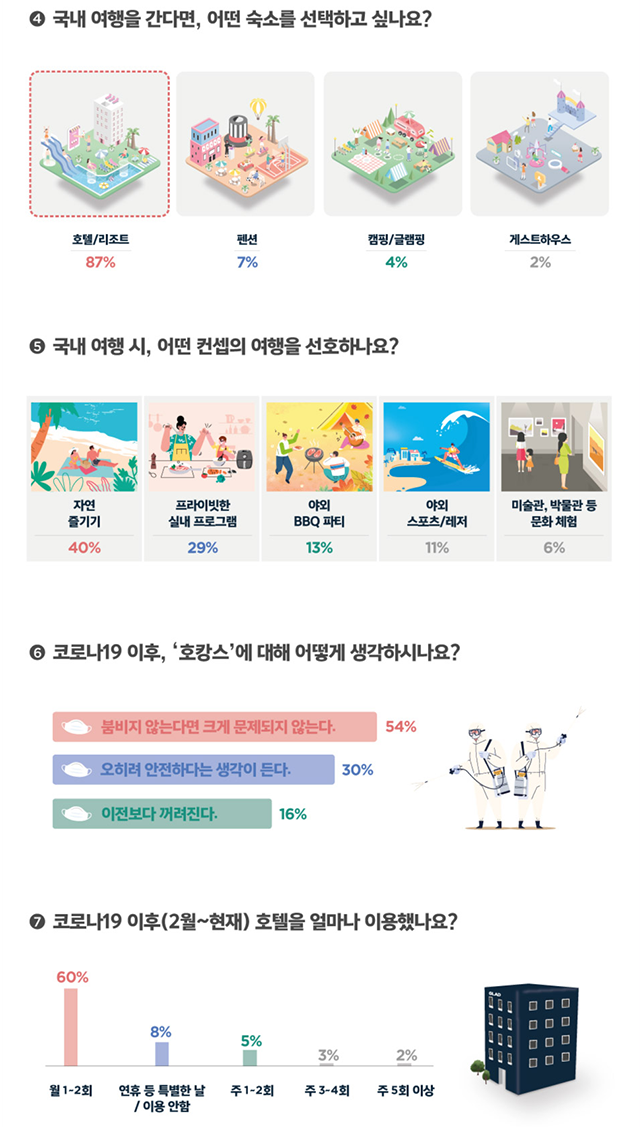 ❹ 국내 여행을 간다면, 어떤 숙소를 선택하고 싶나요?
호텔/리조트
87%
펜션
7%
캠핑/글램핑
4%
게스트하우스
2%
❺ 국내 여행 시, 어떤 컨셉의 여행을 선호하나요?
자연
즐기기
40%
프라이빗한
실내 프로그램
29%
야외
BBQ 파티
13%
야외
스포츠/레저
11%
미술관, 박물관 등
문화 체험
6%
❻ 코로나19 이후, ‘호캉스’에 대해 어떻게 생각하시나요?
붐비지 않는다면 크게 문제되지 않는다. 54%
오히려 안전하다는 생각이 든다. 30%
이전보다 꺼려진다. 16%
❼ 코로나19 이후(2월~현재) 호텔을 얼마나 이용했나요?
60%
월 1-2회
8%
연휴 등 특별한 날
/ 이용 안함
5%
주 1-2회
3%
주 3-4회
2%
주 5회 이상
GLAD